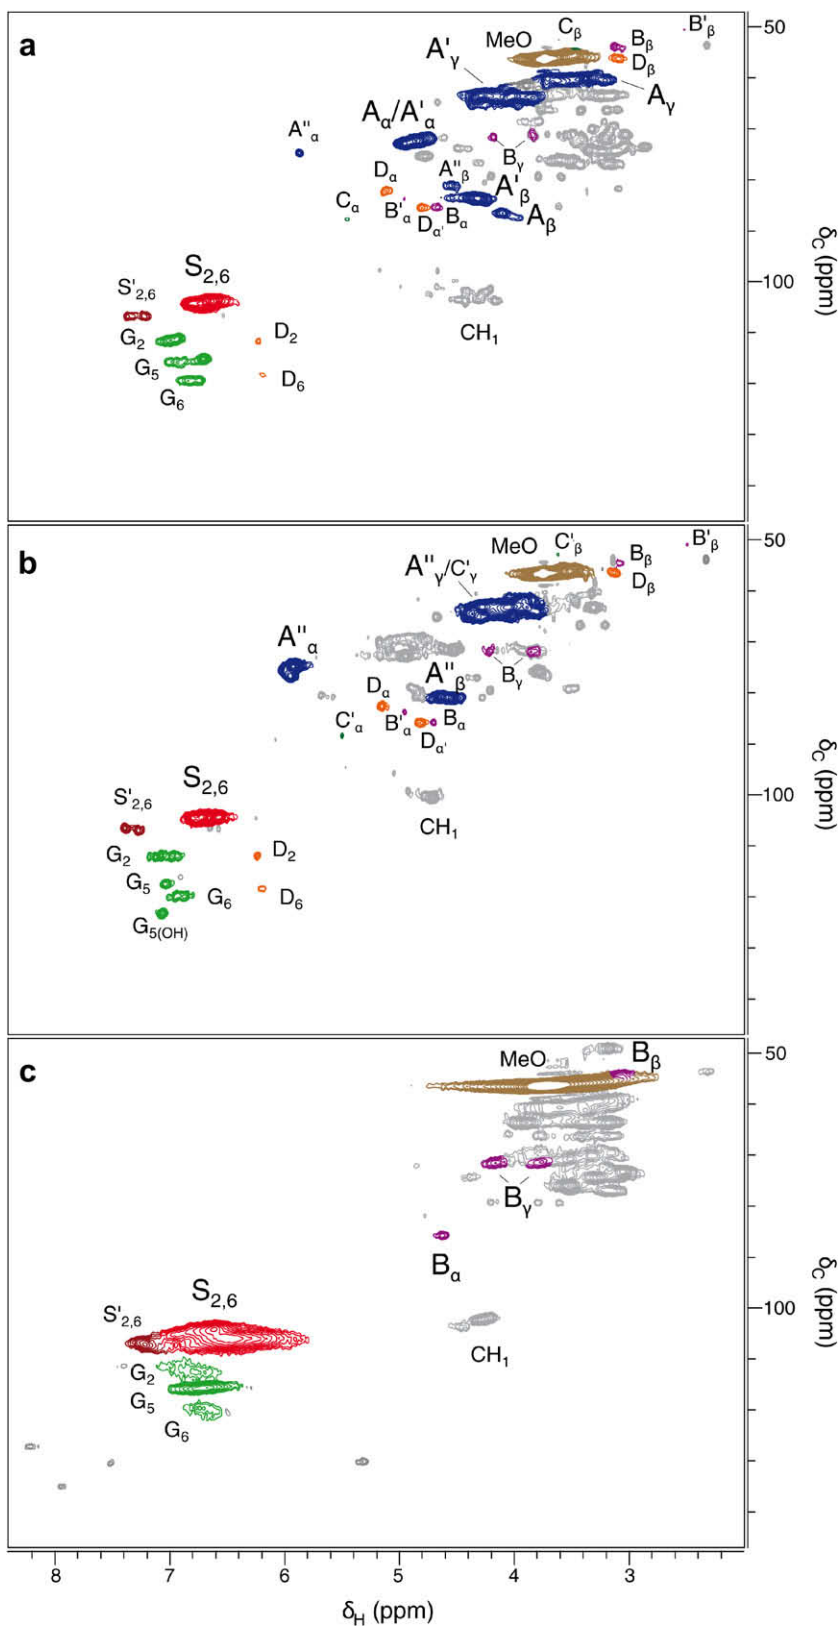 a
C_β B'_β
MeO B_β
50
A'_γ D_β
A_α/A'_α A_γ
A''_α B_γ
D_α A''_β A'_β
C_α B'_α D_α' B_α A_β
δ_C (ppm)
100
S'_2,6 S_2,6
G_2 CH_1 D_2
G_5
G_6 D_6
b
50
MeO C'_β B_β B'_β
A''_γ/C'_γ D_β
A''_α B_γ
D_α A''_β
C'_α B'_α B_α
D_α'
δ_C (ppm)
S'_2,6 S_2,6
100
CH_1
G_2 D_2
G_5 G_6 D_6
G_5(OH)
c
50
MeO B_β
B_γ
B_α
δ_C (ppm)
S'_2,6 S_2,6
100
CH_1
G_2
G_5
G_6
8 7 6 5 4 3
δ_H (ppm)